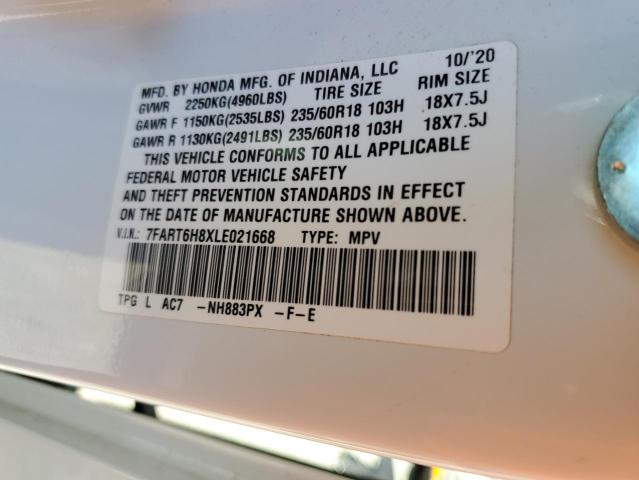 MFD. BY HONDA MFG. OF INDIANA, LLC 10/'20
GVWR 2250KG(4960LBS) TIRE SIZE RIM SIZE
GAWR F 1150KG(2535LBS) 235/60R18 103H 18X7.5J
GAWR R 1130KG(2491LBS) 235/60R18 103H 18X7.5J
THIS VEHICLE CONFORMS TO ALL APPLICABLE
FEDERAL MOTOR VEHICLE SAFETY
AND THEFT PREVENTION STANDARDS IN EFFECT
ON THE DATE OF MANUFACTURE SHOWN ABOVE.
V.I.N.: 7FART6H8XLE021668 TYPE: MPV
TPG L AC7 -NH883PX -F-E